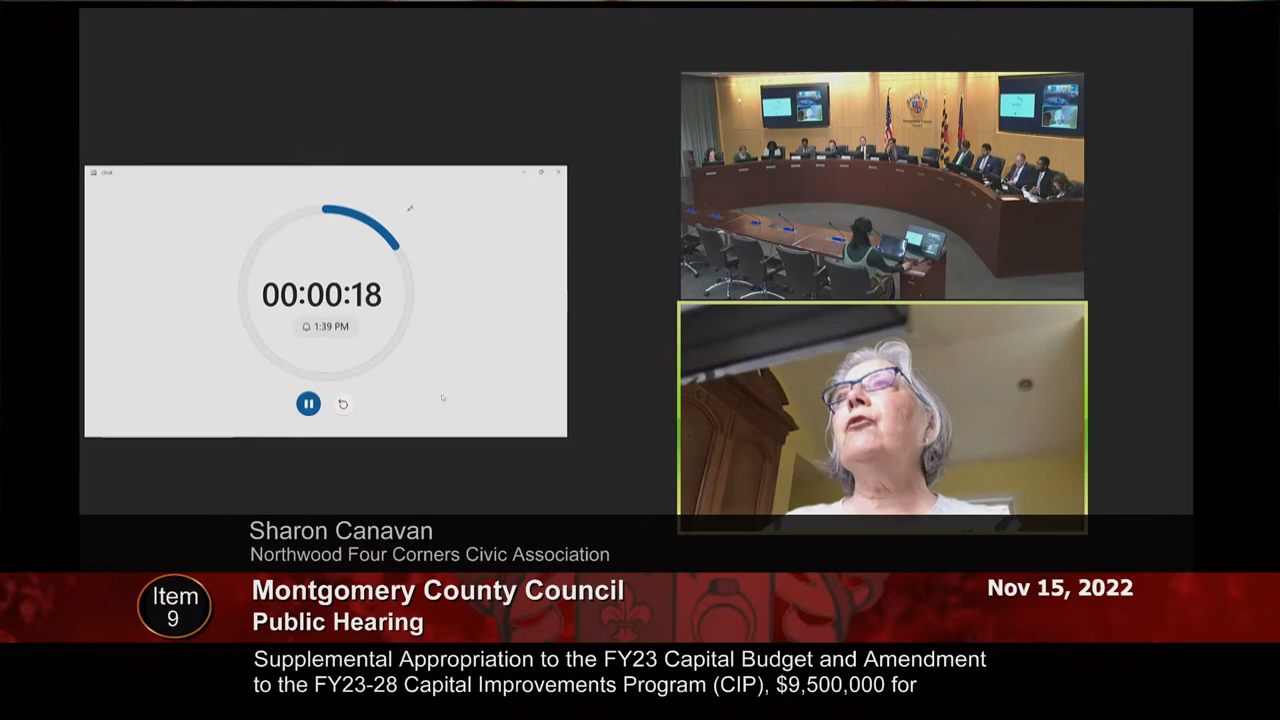 Clock
00:00:18
1:39 PM
Sharon Canavan
Northwood Four Corners Civic Association
Item
9
Montgomery County Council
Public Hearing
Nov 15, 2022
Supplemental Appropriation to the FY23 Capital Budget and Amendment
to the FY23-28 Capital Improvements Program (CIP), $9,500,000 for